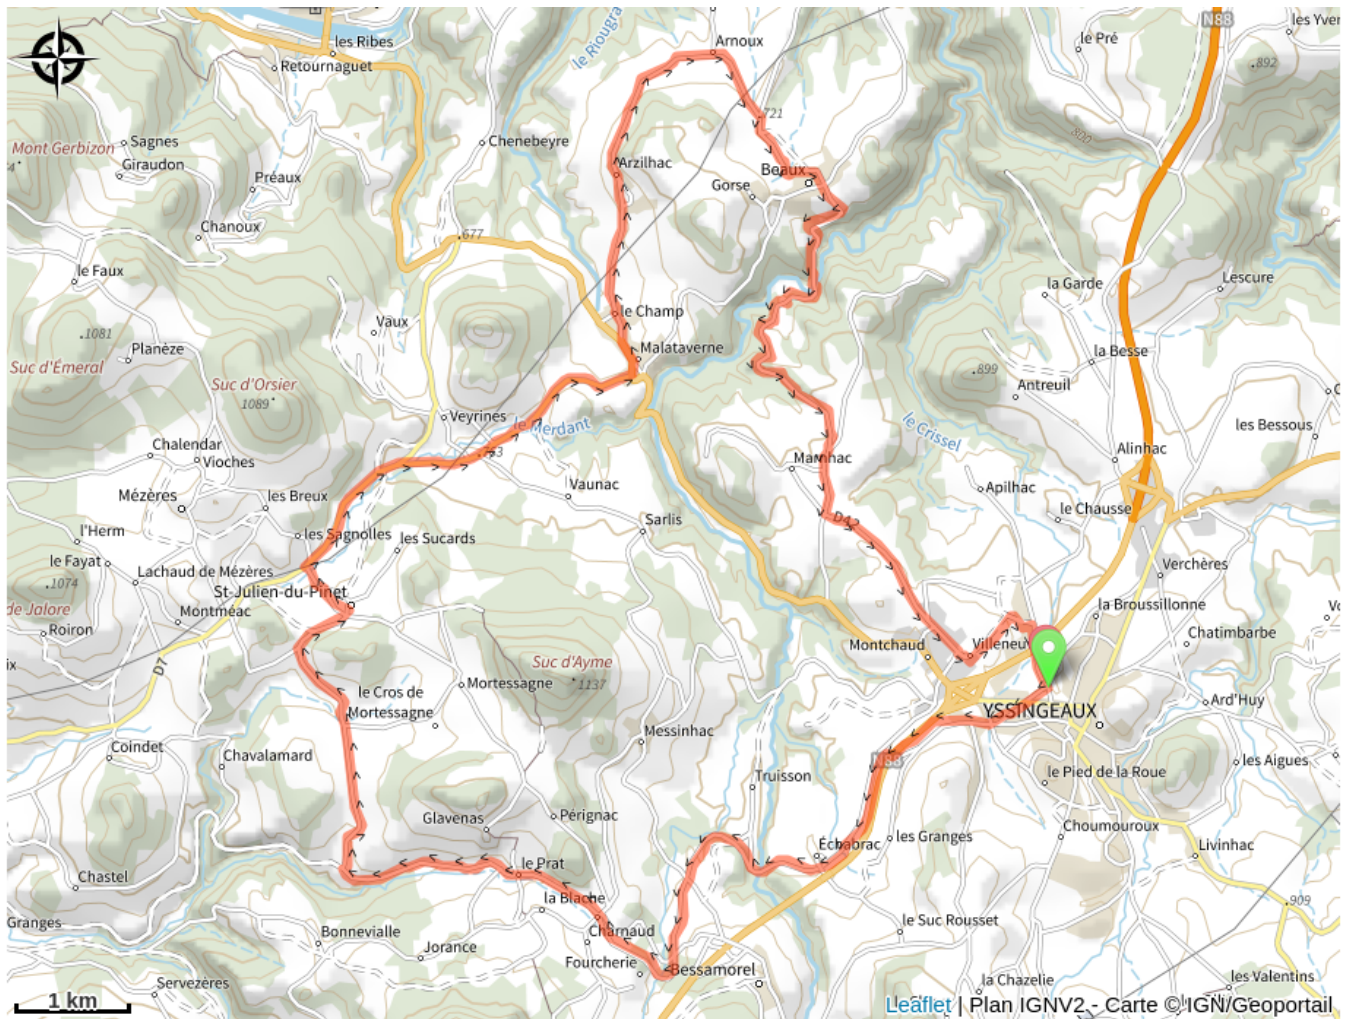 N88
les Yver
Arnoux
le Pré
les Ribes
le Riougra
892
Retournaguet
721
800
Sagnes
Chenebeyre
Mont Gerbizon
Giraudon
Arzilhac
Beaux
Préaux
Gorse
Chanoux
677
le Faux
Lescure
la Garde
le Champ
Vaux
1081
Planèze
Malataverne
la Besse
Suc d'Émeral
Suc d'Orsier
899
Antreuil
1089
Veyrines
le Merdant
le Crissel
les Bessous
Chalendar
Alinhac
Vioches
Marnhac
Apilhac
Mézères
les Breux
Vaunac
le Chausse
D42
Sarlis
l'Herm
les Sagnolles
les Sucards
le Fayat
Lachaud de Mézères
Verchères
1074
St-Julien-du-Pinet
de Jalore
Montméac
la Broussillonne
Roiron
Chatimbarbe
Montchaud
Villeneu
ix
D7
Suc d'Ayme
Mortessagne
1137
le Cros de
Mortessagne
Ard'Huy
YSSINGEAUX
Messinhac
Coindet
Chavalamard
N88
les Aigues
Truisson
le Pied de la Roue
Glavenas
Pérignac
Choumouroux
les Granges
Échabrac
Livinhac
le Prat
Chastel
la Blache
909
Granges
le Suc Rousset
Bonnevialle
Charnaud
Jorance
Fourcherie
Bessamorel
les Valentins
Servezères
la Chazelie
1 km
Leaflet | Plan IGNV2 - Carte © IGN/Geoportail